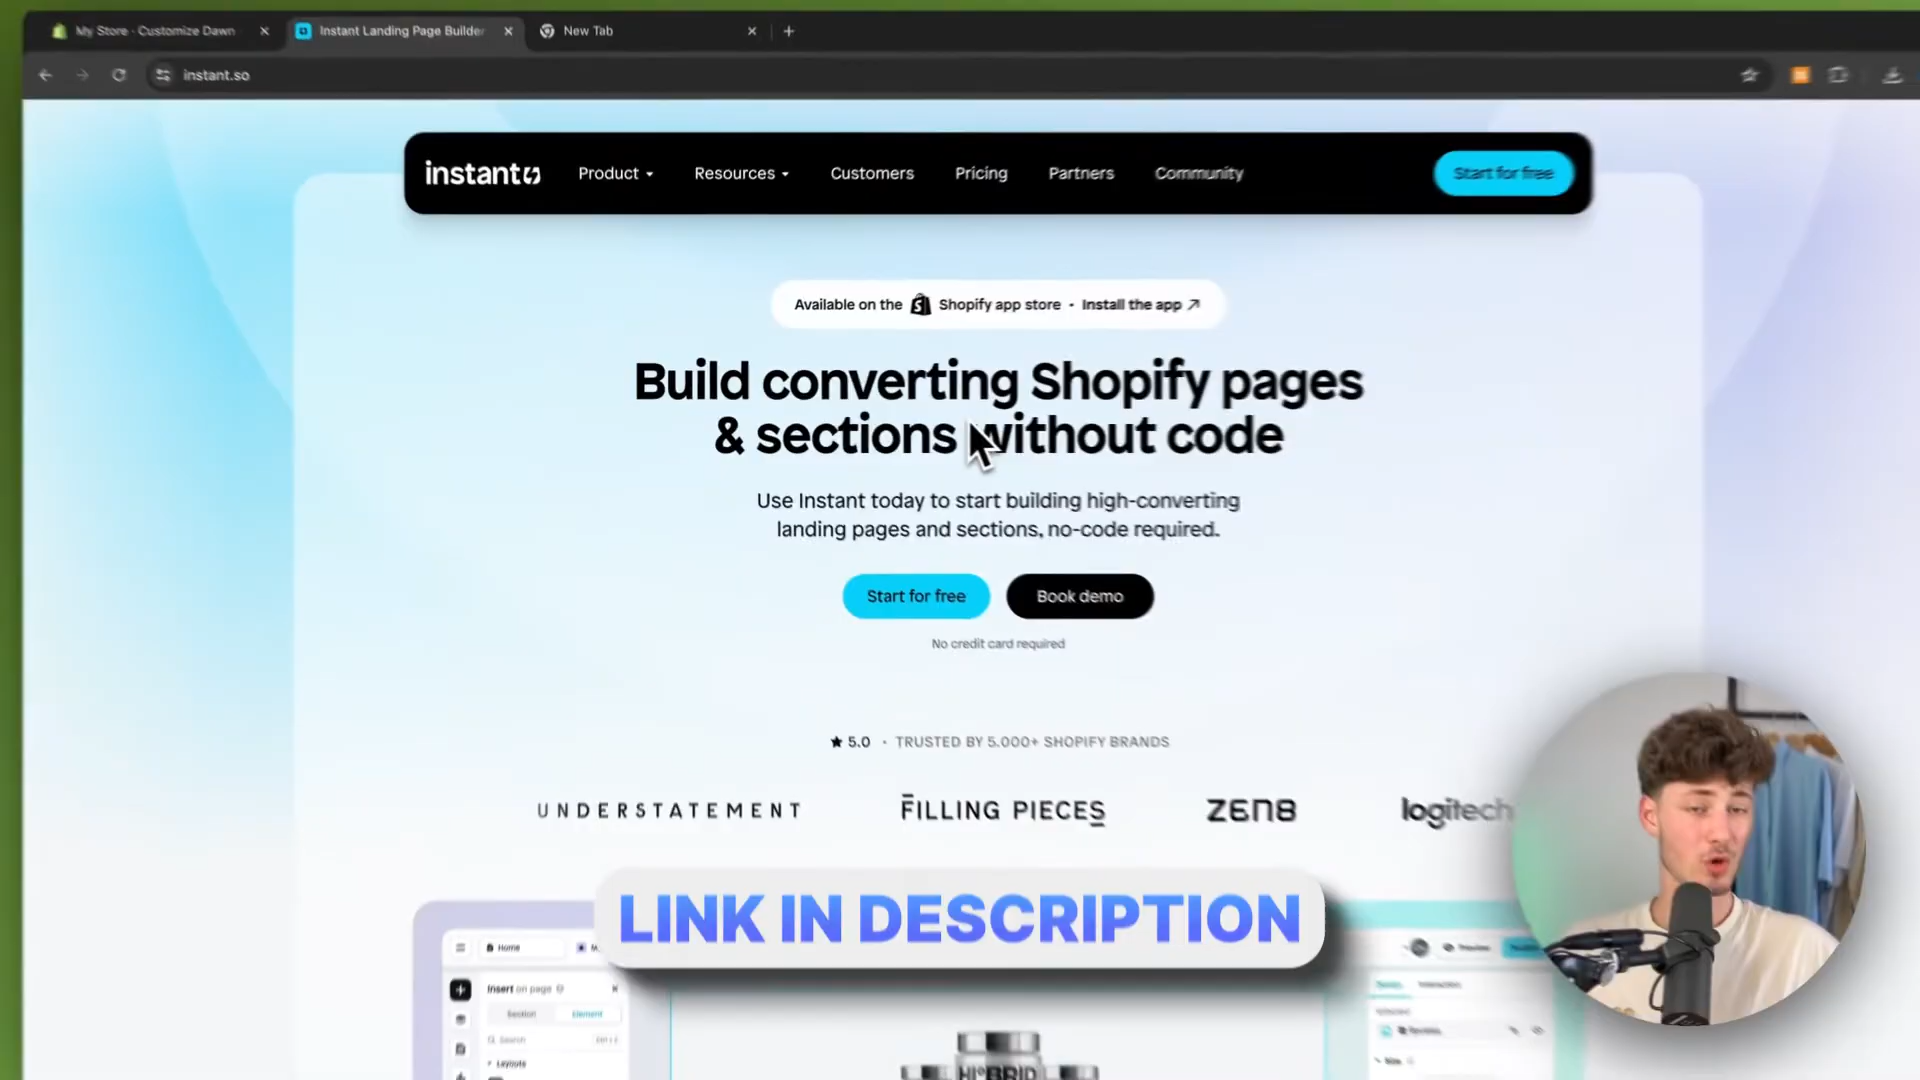 My Store · Customize Dawn
Instant Landing Page Builder
New Tab
instant.so
instant
Product
Resources
Customers
Pricing
Partners
Community
Start for free
Available on the Shopify app store · Install the app ↗
Build converting Shopify pages
& sections without code
Use Instant today to start building high-converting
landing pages and sections, no-code required.
Start for free
Book demo
No credit card required
★ 5.0 · TRUSTED BY 5.000+ SHOPIFY BRANDS
UNDERSTATEMENT
FILLING PIECES
ZEN8
logitech
LINK IN DESCRIPTION
Home
Preview
Insert on page
Section
Element
Search
Layouts
HI°BRID
Size